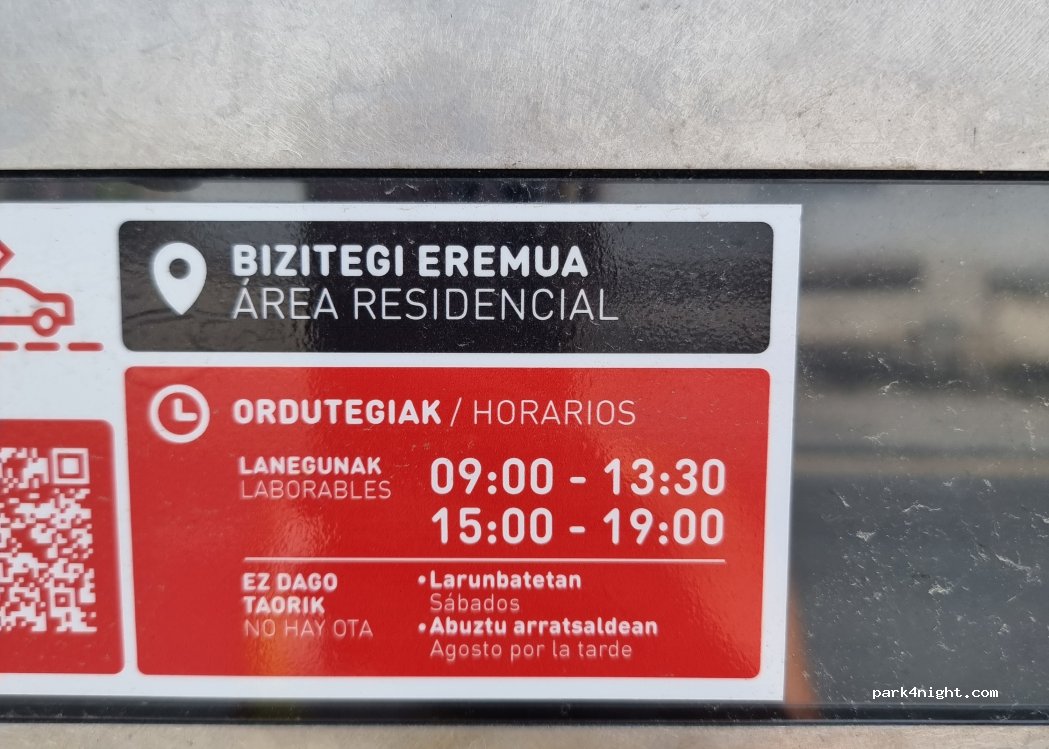 BIZITEGI EREMUA
ÁREA RESIDENCIAL
ORDUTEGIAK / HORARIOS
LANEGUNAK
LABORABLES
09:00 - 13:30
15:00 - 19:00
EZ DAGO
TAORIK
NO HAY OTA
•Larunbatetan
Sábados
•Abuztu arratsaldean
Agosto por la tarde
park4night.com